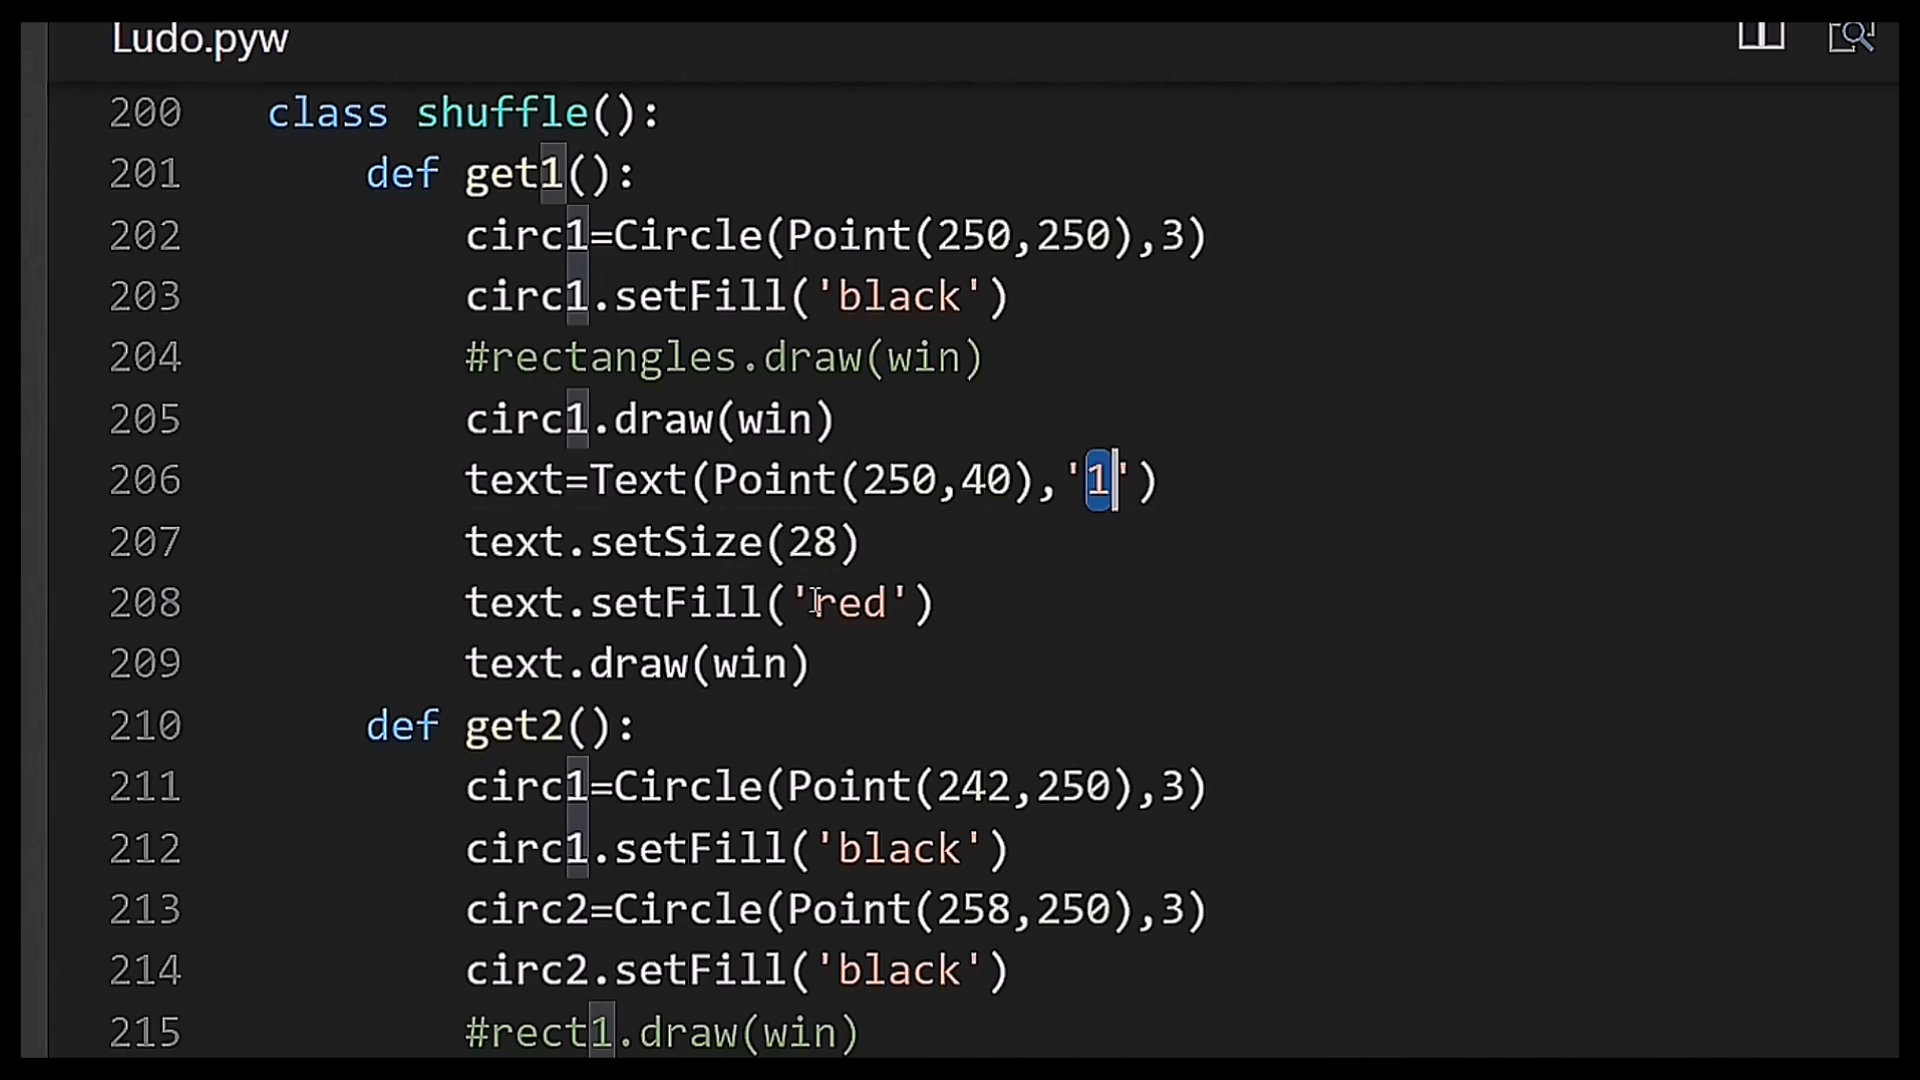 Ludo.pyw
200 class shuffle():
201 def get1():
202 circ1=Circle(Point(250,250),3)
203 circ1.setFill('black')
204 #rectangles.draw(win)
205 circ1.draw(win)
206 text=Text(Point(250,40),'1')
207 text.setSize(28)
208 text.setFill('red')
209 text.draw(win)
210 def get2():
211 circ1=Circle(Point(242,250),3)
212 circ1.setFill('black')
213 circ2=Circle(Point(258,250),3)
214 circ2.setFill('black')
215 #rect1.draw(win)